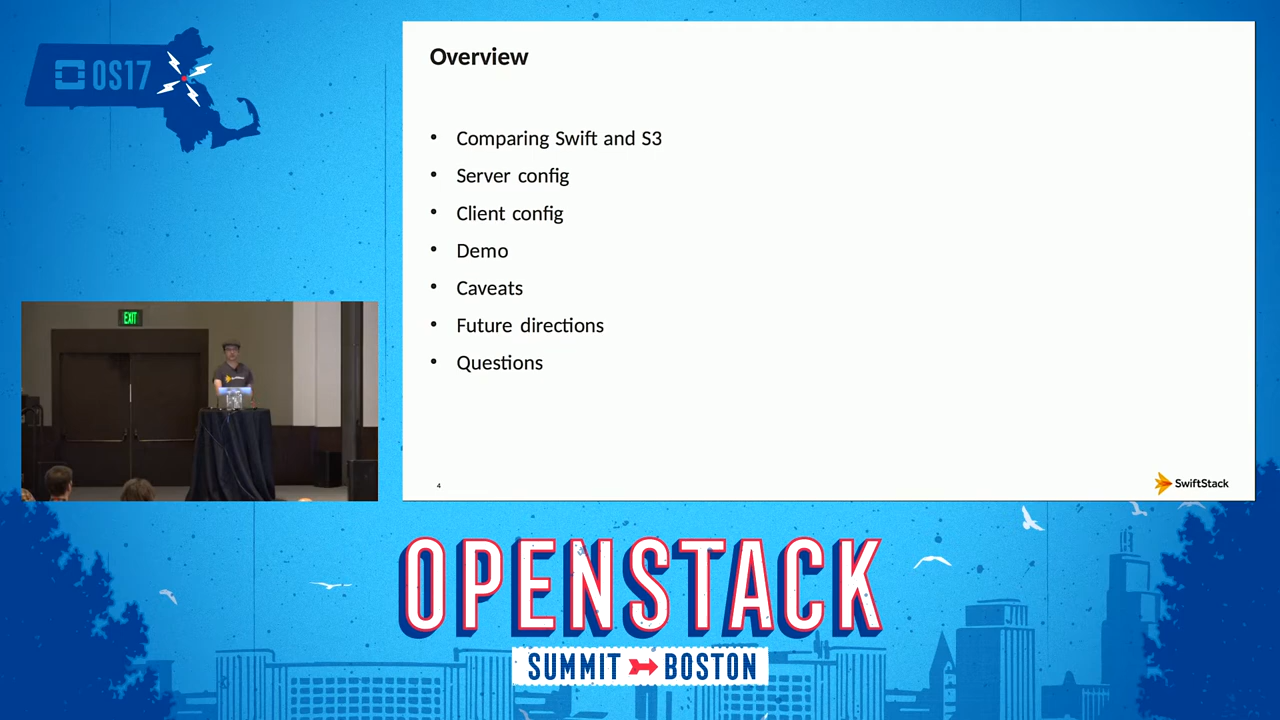 OS17
Overview
• Comparing Swift and S3
• Server config
• Client config
• Demo
• Caveats
• Future directions
• Questions
4
SwiftStack
EXIT
OPENSTACK
SUMMIT BOSTON